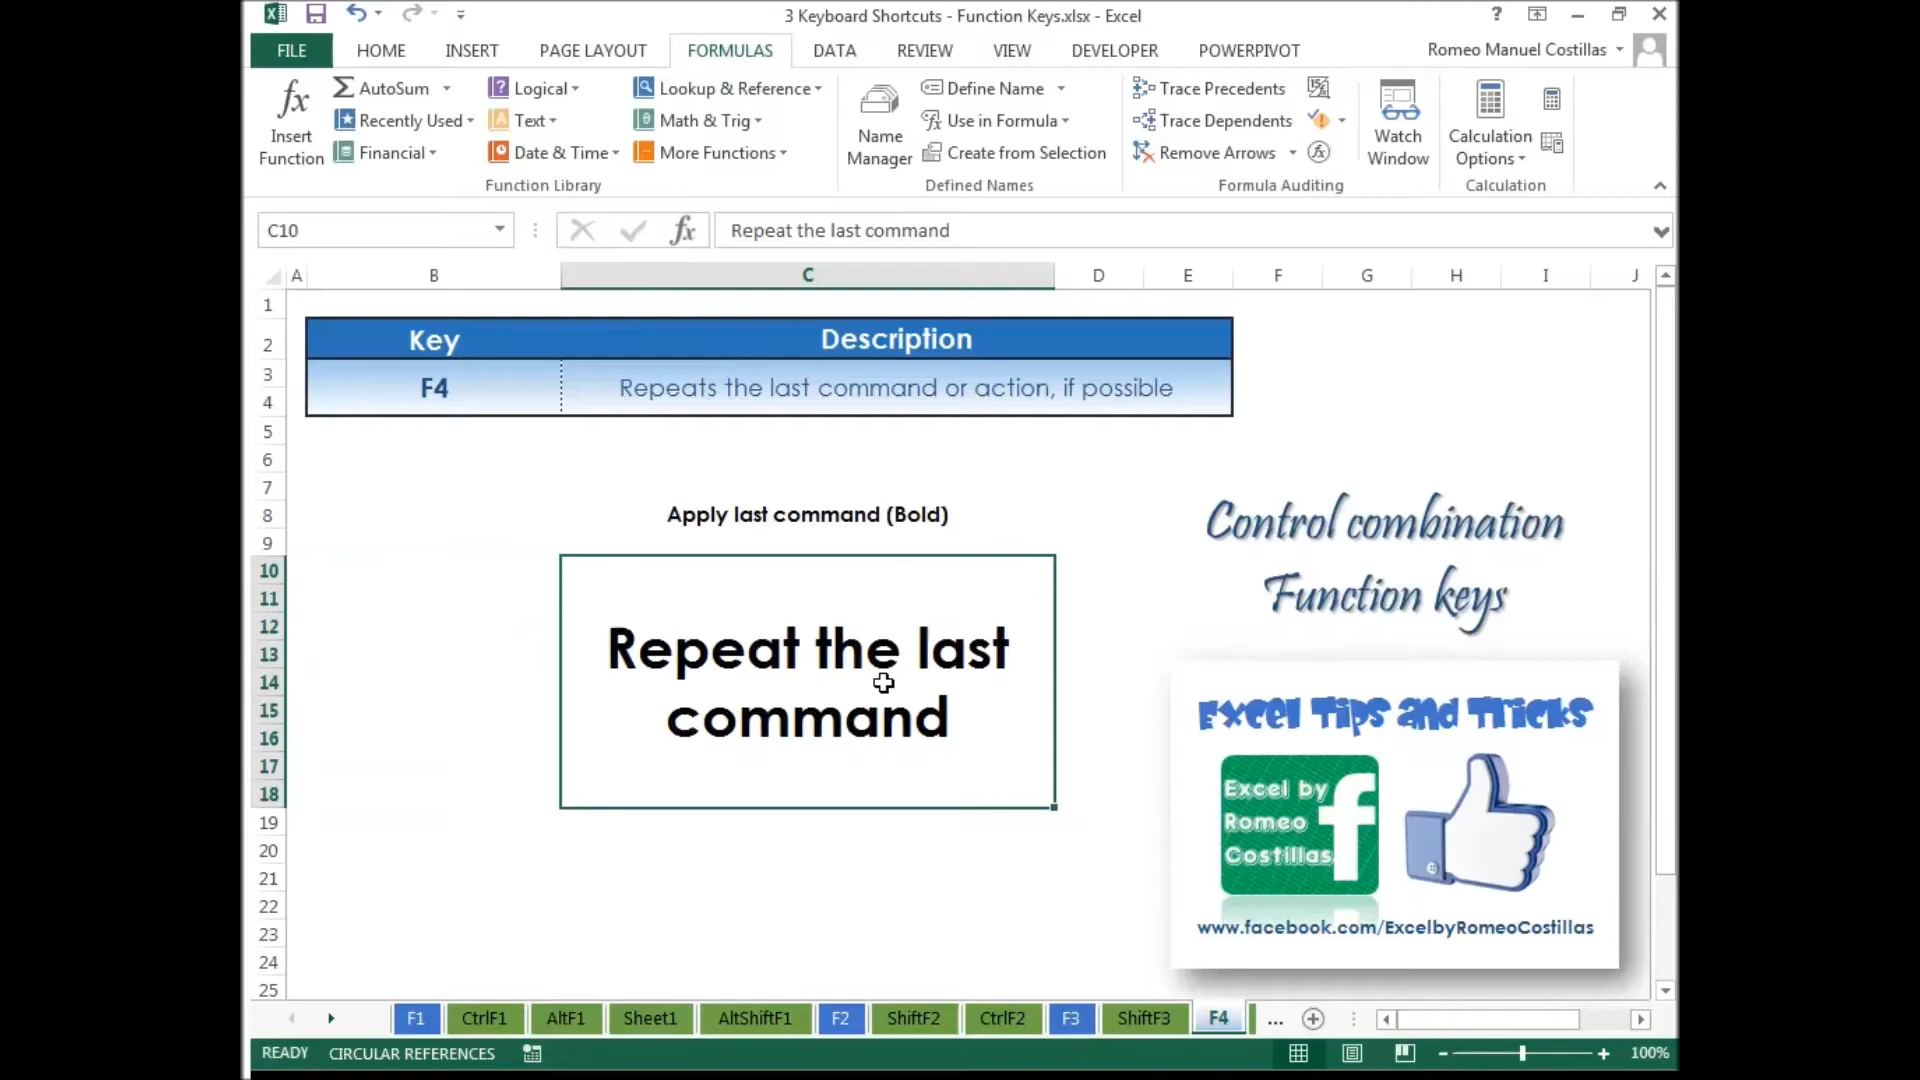 3 Keyboard Shortcuts - Function Keys.xlsx - Excel
?
FILE HOME INSERT PAGE LAYOUT FORMULAS DATA REVIEW VIEW DEVELOPER POWERPIVOT Romeo Manuel Costillas
fx
Insert
Function
AutoSum
Recently Used
Financial
Logical
Text
Date & Time
Lookup & Reference
Math & Trig
More Functions
Function Library
Name
Manager
Define Name
Use in Formula
Create from Selection
Defined Names
Trace Precedents
Trace Dependents
Remove Arrows
Formula Auditing
Watch
Window
Calculation
Options
Calculation
C10 fx Repeat the last command
A B C D E F G H I J
1
2
3
4
5
6
7
8
9
10
11
12
13
14
15
16
17
18
19
20
21
22
23
24
25
Key Description
F4 Repeats the last command or action, if possible
Apply last command (Bold)
Repeat the last
command
Control combination
Function keys
Excel Tips and Tricks
Excel by
Romeo
Costillas
f
www.facebook.com/ExcelbyRomeoCostillas
F1 CtrlF1 AltF1 Sheet1 AltShiftF1 F2 ShiftF2 CtrlF2 F3 ShiftF3 F4 ...
READY CIRCULAR REFERENCES 100%